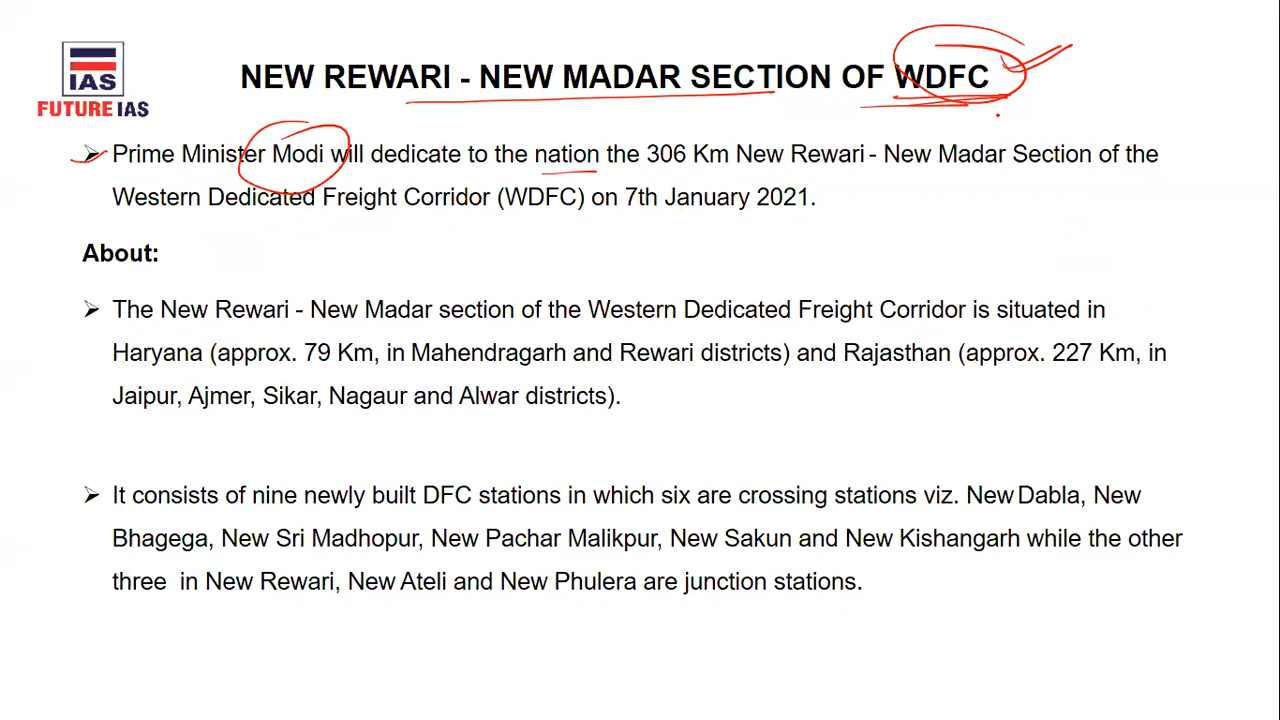 IAS
FUTURE IAS
NEW REWARI - NEW MADAR SECTION OF WDFC
Prime Minister Modi will dedicate to the nation the 306 Km New Rewari - New Madar Section of the
Western Dedicated Freight Corridor (WDFC) on 7th January 2021.
About:
The New Rewari - New Madar section of the Western Dedicated Freight Corridor is situated in
Haryana (approx. 79 Km, in Mahendragarh and Rewari districts) and Rajasthan (approx. 227 Km, in
Jaipur, Ajmer, Sikar, Nagaur and Alwar districts).
It consists of nine newly built DFC stations in which six are crossing stations viz. New Dabla, New
Bhagega, New Sri Madhopur, New Pachar Malikpur, New Sakun and New Kishangarh while the other
three in New Rewari, New Ateli and New Phulera are junction stations.